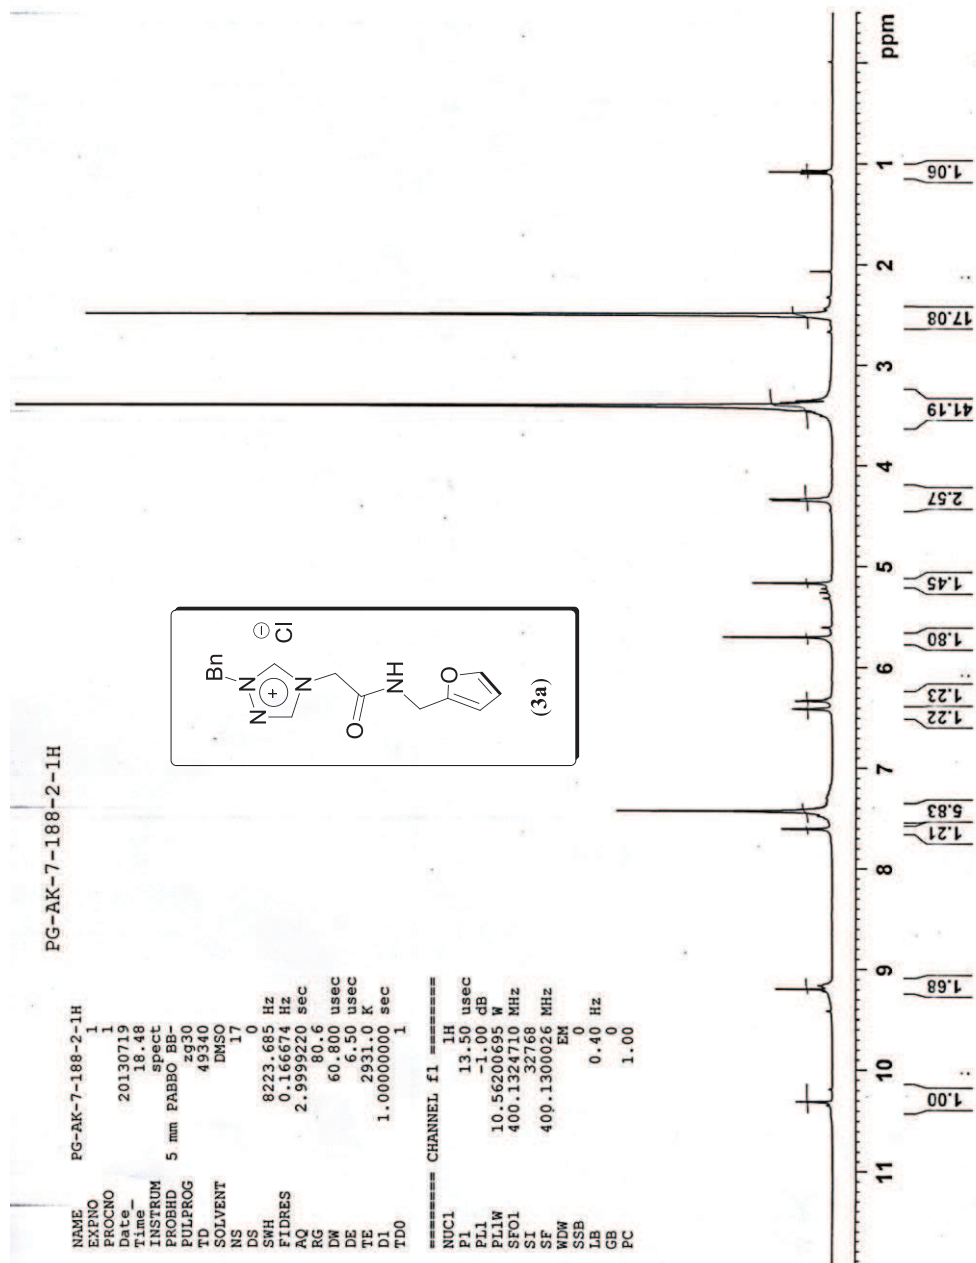 PG-AK-7-188-2-1H
NAME PG-AK-7-188-2-1H
EXPNO 1
PROCNO 1
Date_ 20130719
Time_ 18.48
INSTRUM spect
PROBHD 5 mm PABBO BB-
PULPROG zg30
TD 49340
SOLVENT DMSO
NS 17
DS 0
SWH 8223.685 Hz
FIDRES 0.166674 Hz
AQ 2.9999220 sec
RG 80.6
DW 60.800 usec
DE 6.50 usec
TE 2931.0 K
D1 1.00000000 sec
TD0 1
======== CHANNEL f1 ========
NUC1 1H
P1 13.50 usec
PL1 -1.00 dB
PL1W 10.56200695 W
SFO1 400.1324710 MHz
SI 32768
SF 400.1300026 MHz
WDW EM
SSB 0
LB 0.40 Hz
GB 0
PC 1.00
Bn
N
N
+
N
⊖
Cl
O
NH
O
(3a)
11 10 9 8 7 6 5 4 3 2 1 ppm
1.00 1.68 1.21 5.83 1.22 1.23 1.80 1.45 2.57 41.19 17.08 1.06